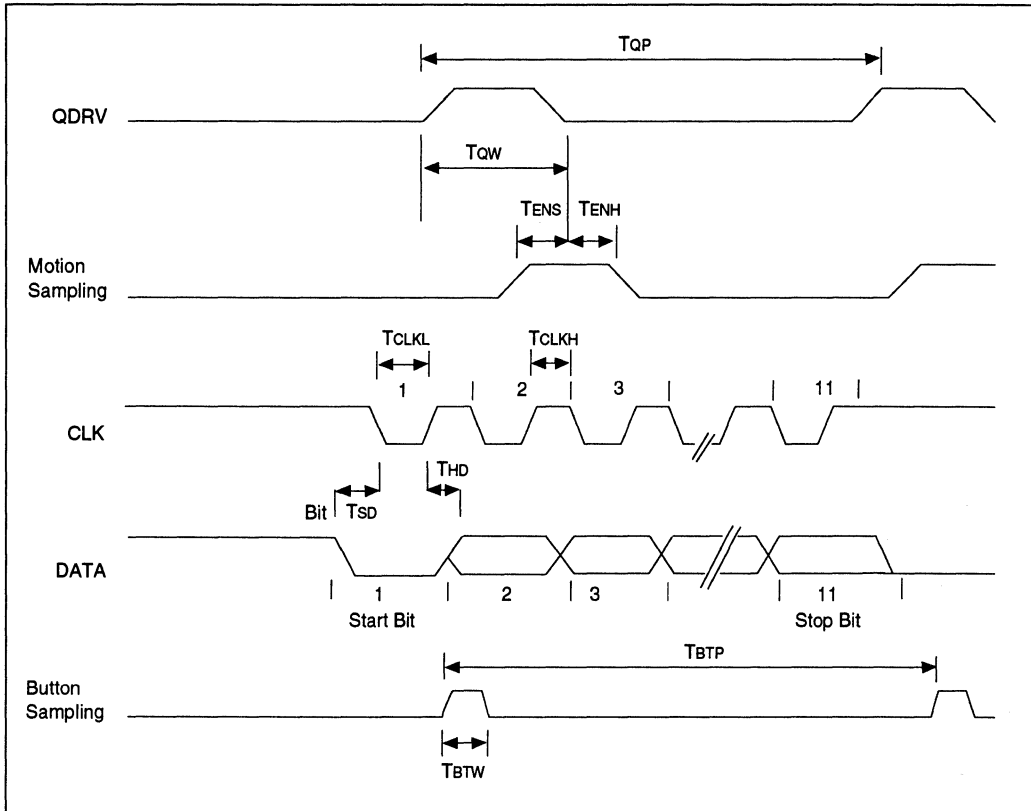 TQP
QDRV
TQW
TENS TENH
Motion
Sampling
TCLKL TCLKH
1 2 3 11
CLK
THD
Bit TSD
DATA
1 2 3 11
Start Bit Stop Bit
TBTP
Button
Sampling
TBTW